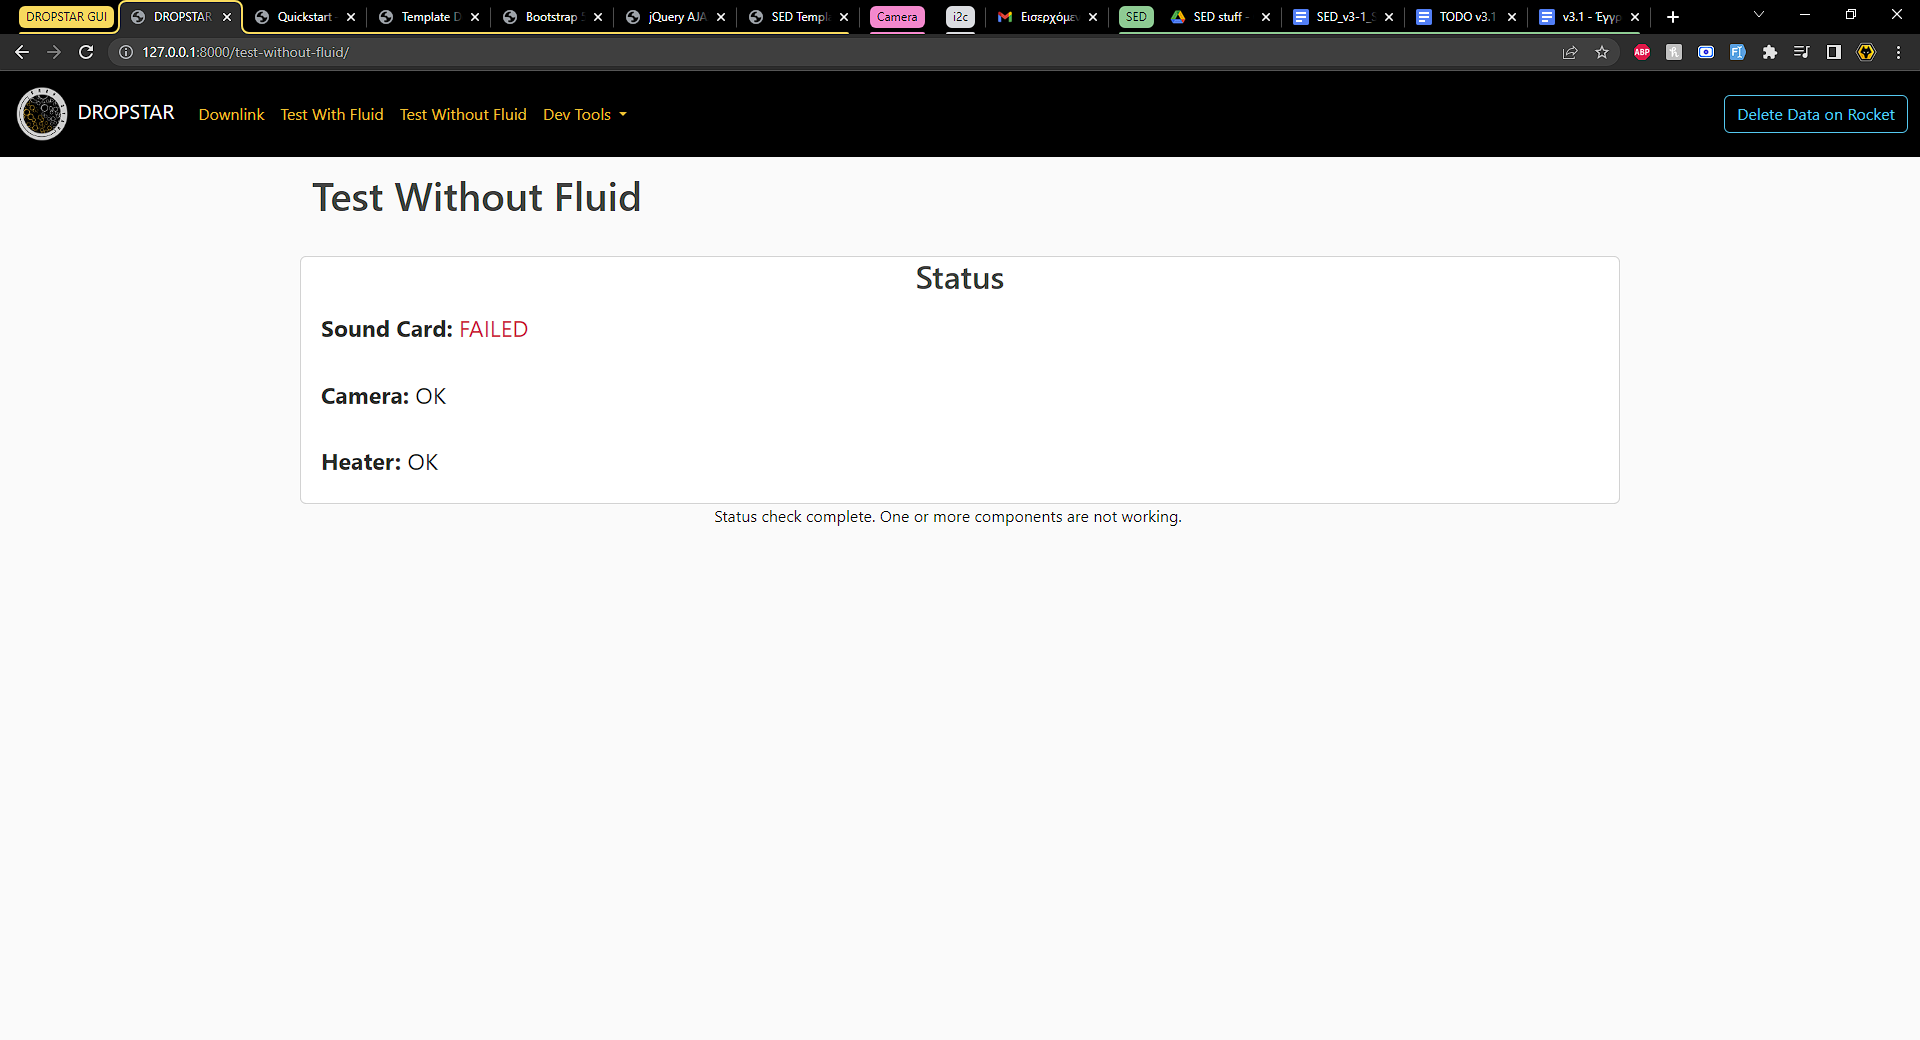 DROPSTAR GUI
DROPSTAR
Quickstart
Template D
Bootstrap 5
jQuery AJA
SED Templ
Camera
i2c
Εισερχόμε
SED
SED stuff -
SED_v3-1_S
TODO v3.1
v3.1 - Έγγρ
127.0.0.1:8000/test-without-fluid/
ABP
DROPSTAR Downlink Test With Fluid Test Without Fluid Dev Tools Delete Data on Rocket
Test Without Fluid
Status
Sound Card: FAILED
Camera: OK
Heater: OK
Status check complete. One or more components are not working.